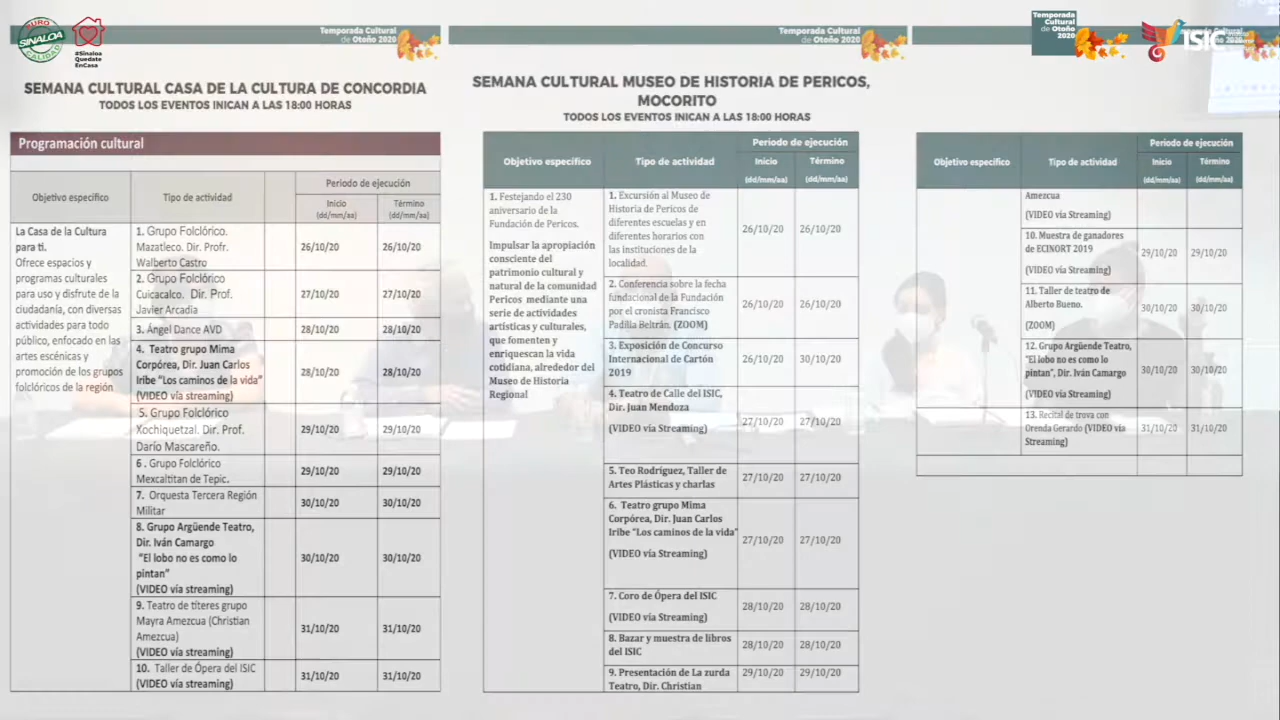 PURO
SINALOA
CALIDAD
#Sinaloa
Quedate
EnCasa
Temporada Cultural
de Otoño 2020
Temporada Cultural
de Otoño 2020
Temporada
Cultural
de Otoño
2020
ISIC
SEMANA CULTURAL CASA DE LA CULTURA DE CONCORDIA
TODOS LOS EVENTOS INICAN A LAS 18:00 HORAS
Programación cultural
Objetivo específico
Tipo de actividad
Periodo de ejecución
Inicio
(dd/mm/aa)
Término
(dd/mm/aa)
La Casa de la Cultura
para ti.
Ofrece espacios y
programas culturales
para uso y disfrute de la
ciudadanía, con diversas
actividades para todo
público, enfocado en las
artes escénicas y
promoción de los grupos
folclóricos de la región
1. Grupo Folclórico.
Mazatleco. Dir. Profr.
Walberto Castro
26/10/20 26/10/20
2. Grupo Folclórico
Cuicacalco. Dir. Prof.
Javier Arcadia
27/10/20 27/10/20
3. Ángel Dance AVD
28/10/20 28/10/20
4. Teatro grupo Mima
Corpórea, Dir. Juan Carlos
Iribe "Los caminos de la vida"
(VIDEO vía streaming)
28/10/20 28/10/20
5. Grupo Folclórico
Xochiquetzal. Dir. Prof.
Darío Mascareño.
29/10/20 29/10/20
6 . Grupo Folclórico
Mexcaltitan de Tepic.
29/10/20 29/10/20
7. Orquesta Tercera Región
Militar
30/10/20 30/10/20
8. Grupo Argüende Teatro,
Dir. Iván Camargo
"El lobo no es como lo
pintan"
(VIDEO vía streaming)
30/10/20 30/10/20
9. Teatro de títeres grupo
Mayra Amezcua (Christian
Amezcua)
(VIDEO vía streaming)
31/10/20 31/10/20
10. Taller de Ópera del ISIC
(VIDEO vía streaming)
31/10/20 31/10/20
SEMANA CULTURAL MUSEO DE HISTORIA DE PERICOS,
MOCORITO
TODOS LOS EVENTOS INICAN A LAS 18:00 HORAS
Objetivo específico
Tipo de actividad
Periodo de ejecución
Inicio
(dd/mm/aa)
Término
(dd/mm/aa)
1. Festejando el 230
aniversario de la
Fundación de Pericos.
Impulsar la apropiación
consciente del
patrimonio cultural y
natural de la comunidad
Pericos mediante una
serie de actividades
artísticas y culturales,
que fomenten y
enriquescan la vida
cotidiana, alrededor del
Museo de Historia
Regional
1. Excursión al Museo de
Historia de Pericos de
diferentes escuelas y en
diferentes horarios con
las instituciones de la
localidad.
26/10/20 26/10/20
2. Conferencia sobre la fecha
fundacional de la Fundación
por el cronista Francisco
Padilla Beltrán. (ZOOM)
26/10/20 26/10/20
3. Exposición de Concurso
Internacional de Cartón
2019
26/10/20 30/10/20
4. Teatro de Calle del ISIC,
Dir. Juan Mendoza
(VIDEO vía Streaming)
27/10/20 27/10/20
5. Teo Rodríguez, Taller de
Artes Plásticas y charlas
27/10/20 27/10/20
6. Teatro grupo Mima
Corpórea, Dir. Juan Carlos
Iribe "Los caminos de la vida"
(VIDEO vía Streaming)
27/10/20 27/10/20
7. Coro de Ópera del ISIC
(VIDEO vía Streaming)
28/10/20 28/10/20
8. Bazar y muestra de libros
del ISIC
28/10/20 28/10/20
9. Presentación de La zurda
Teatro, Dir. Christian
29/10/20 29/10/20
Objetivo específico
Tipo de actividad
Periodo de ejecución
Inicio
(dd/mm/aa)
Término
(dd/mm/aa)
Amezcua
(VIDEO vía Streaming)
10. Muestra de ganadores
de ECINORT 2019
(VIDEO vía Streaming)
29/10/20 29/10/20
11. Taller de teatro de
Alberto Bueno.
(ZOOM)
30/10/20 30/10/20
12. Grupo Argüende Teatro,
"El lobo no es como lo
pintan", Dir. Iván Camargo
(VIDEO vía Streaming)
30/10/20 30/10/20
13. Recital de trova con
Orenda Gerardo (VIDEO vía
Streaming)
31/10/20 31/10/20